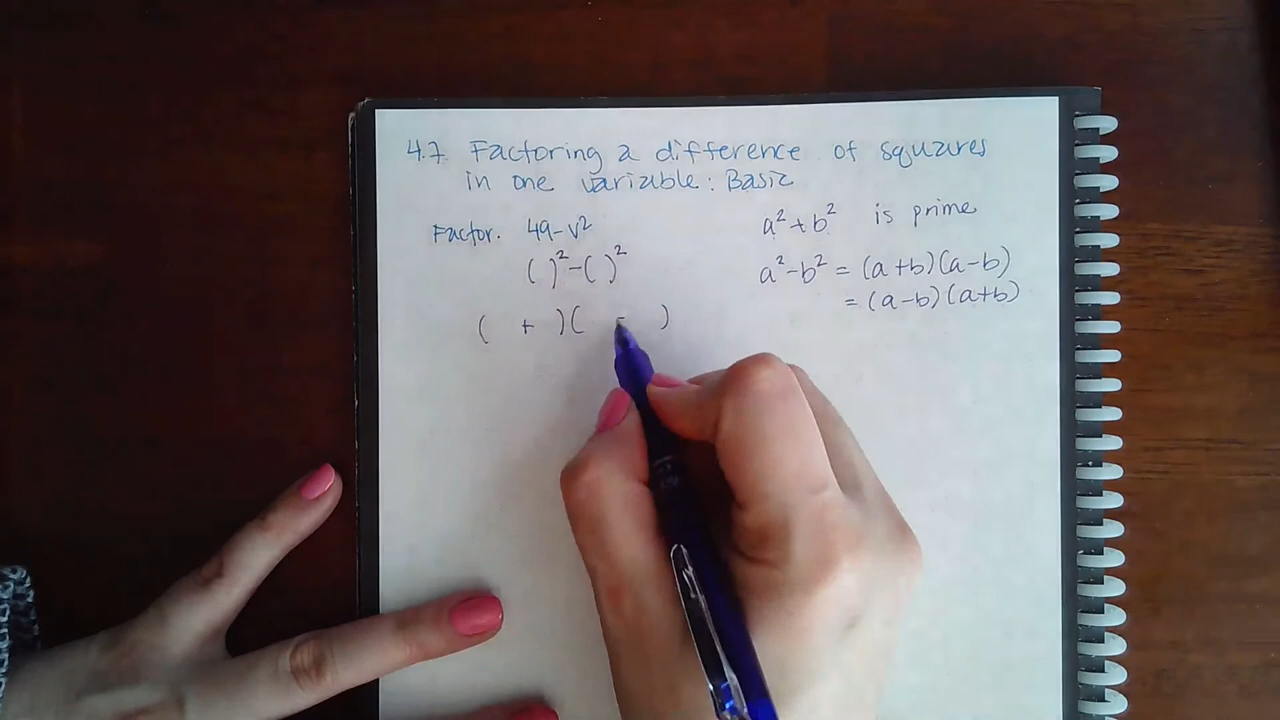 4.7 Factoring a difference of squares
in one variable: Basic
Factor. 49-v²
( )²-( )²
( + )( - )
a²+b² is prime
a²-b² = (a+b)(a-b)
= (a-b)(a+b)